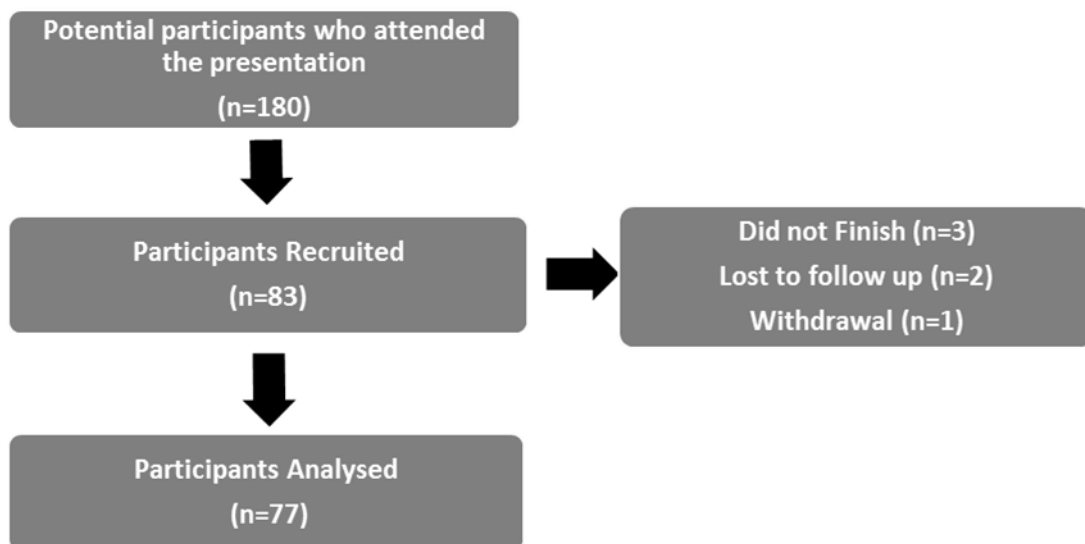 Potential participants who attended
the presentation
(n=180)
Participants Recruited
(n=83)
Did not Finish (n=3)
Lost to follow up (n=2)
Withdrawal (n=1)
Participants Analysed
(n=77)